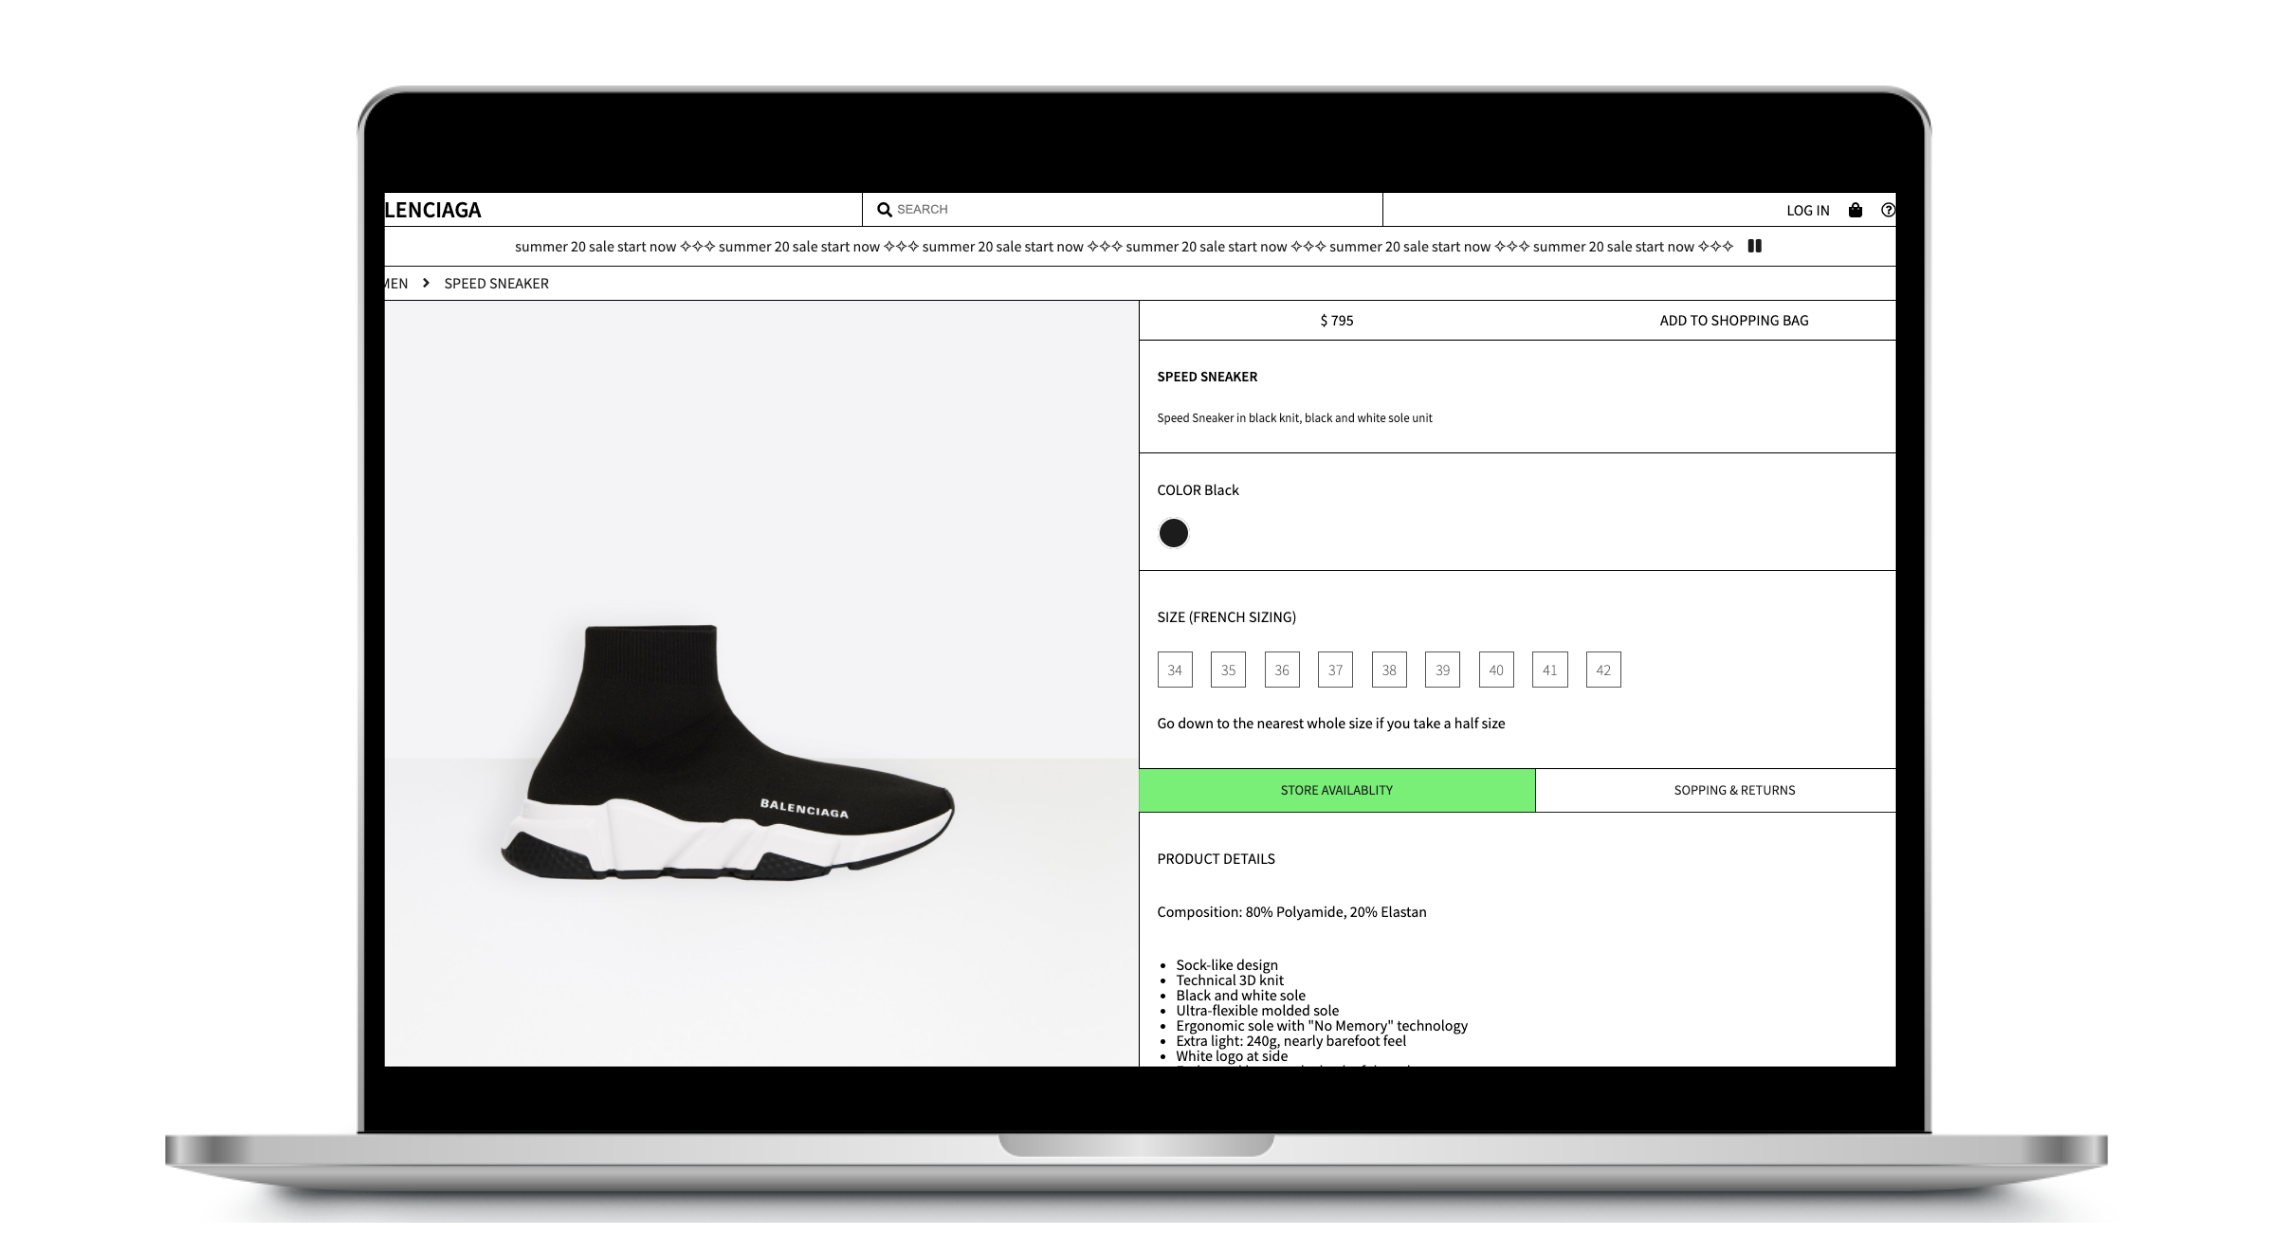 LENCIAGA
SEARCH
LOG IN
summer 20 sale start now ✧✧✧ summer 20 sale start now ✧✧✧ summer 20 sale start now ✧✧✧ summer 20 sale start now ✧✧✧ summer 20 sale start now ✧✧✧ summer 20 sale start now ✧✧✧
MEN > SPEED SNEAKER
$ 795
ADD TO SHOPPING BAG
SPEED SNEAKER
Speed Sneaker in black knit, black and white sole unit
COLOR Black
SIZE (FRENCH SIZING)
34 35 36 37 38 39 40 41 42
Go down to the nearest whole size if you take a half size
BALENCIAGA
STORE AVAILABLITY
SOPPING & RETURNS
PRODUCT DETAILS
Composition: 80% Polyamide, 20% Elastan
• Sock-like design
• Technical 3D knit
• Black and white sole
• Ultra-flexible molded sole
• Ergonomic sole with "No Memory" technology
• Extra light: 240g, nearly barefoot feel
• White logo at side